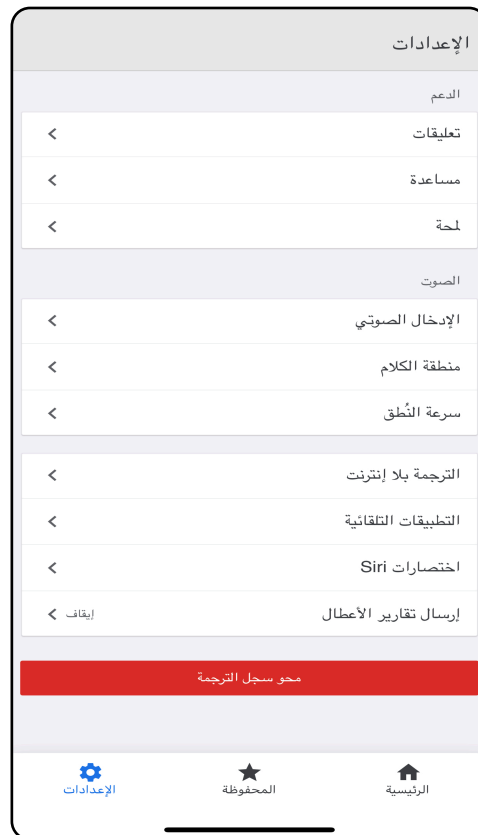 الإعدادات
الدعم
تعليقات
مساعدة
لمحة
الصوت
الإدخال الصوتي
منطقة الكلام
سرعة النُطق
الترجمة بلا إنترنت
التطبيقات التلقائية
اختصارات Siri
إرسال تقارير الأعطال إيقاف
محو سجل الترجمة
الرئيسية المحفوظة الإعدادات